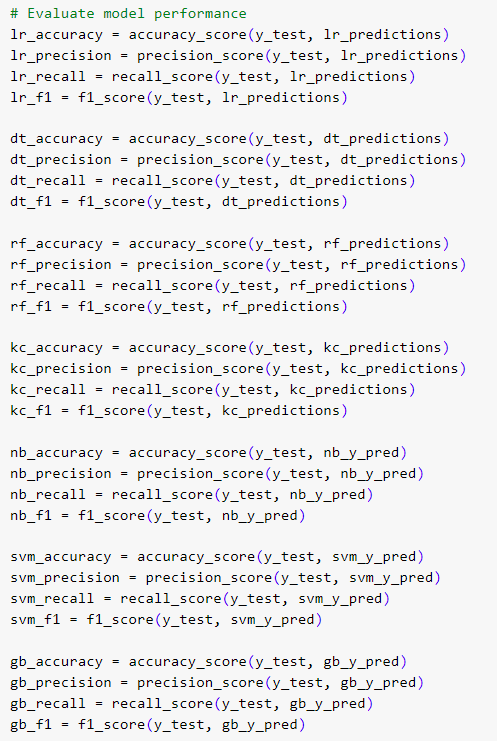 # Evaluate model performance
lr_accuracy = accuracy_score(y_test, lr_predictions)
lr_precision = precision_score(y_test, lr_predictions)
lr_recall = recall_score(y_test, lr_predictions)
lr_f1 = f1_score(y_test, lr_predictions)

dt_accuracy = accuracy_score(y_test, dt_predictions)
dt_precision = precision_score(y_test, dt_predictions)
dt_recall = recall_score(y_test, dt_predictions)
dt_f1 = f1_score(y_test, dt_predictions)

rf_accuracy = accuracy_score(y_test, rf_predictions)
rf_precision = precision_score(y_test, rf_predictions)
rf_recall = recall_score(y_test, rf_predictions)
rf_f1 = f1_score(y_test, rf_predictions)

kc_accuracy = accuracy_score(y_test, kc_predictions)
kc_precision = precision_score(y_test, kc_predictions)
kc_recall = recall_score(y_test, kc_predictions)
kc_f1 = f1_score(y_test, kc_predictions)

nb_accuracy = accuracy_score(y_test, nb_y_pred)
nb_precision = precision_score(y_test, nb_y_pred)
nb_recall = recall_score(y_test, nb_y_pred)
nb_f1 = f1_score(y_test, nb_y_pred)

svm_accuracy = accuracy_score(y_test, svm_y_pred)
svm_precision = precision_score(y_test, svm_y_pred)
svm_recall = recall_score(y_test, svm_y_pred)
svm_f1 = f1_score(y_test, svm_y_pred)

gb_accuracy = accuracy_score(y_test, gb_y_pred)
gb_precision = precision_score(y_test, gb_y_pred)
gb_recall = recall_score(y_test, gb_y_pred)
gb_f1 = f1_score(y_test, gb_y_pred)